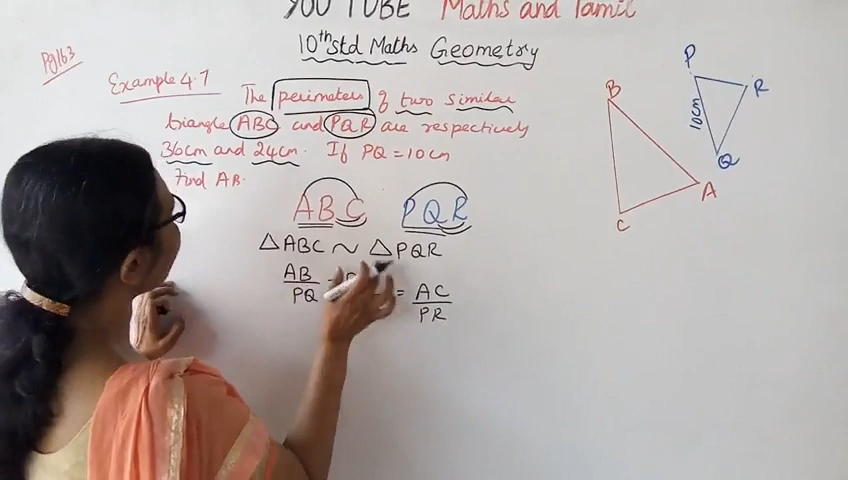 YOU TUBE Maths and Tamil
Pg163
10th std Maths Geometry
Example 4.7 The perimeters of two similar
triangle ABC and PQR are respectively
36cm and 24cm. If PQ = 10cm
Find AB.
ABC PQR
△ABC ~ △PQR
AB/PQ = = AC/PR
B
A
C
P
R
Q
10cm